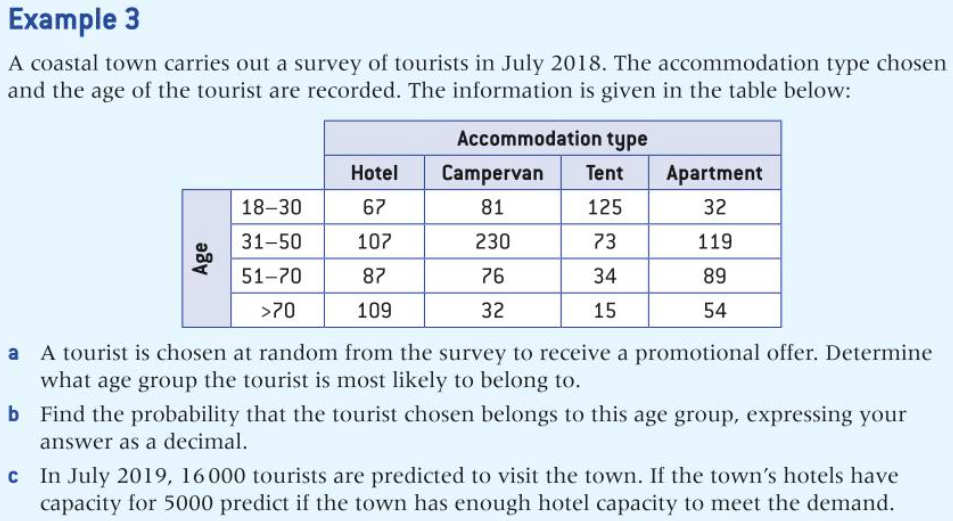 Example 3
A coastal town carries out a survey of tourists in July 2018. The accommodation type chosen
and the age of the tourist are recorded. The information is given in the table below:
Accommodation type
Hotel Campervan Tent Apartment
Age
18–30 67 81 125 32
31–50 107 230 73 119
51–70 87 76 34 89
>70 109 32 15 54
a A tourist is chosen at random from the survey to receive a promotional offer. Determine
what age group the tourist is most likely to belong to.
b Find the probability that the tourist chosen belongs to this age group, expressing your
answer as a decimal.
c In July 2019, 16 000 tourists are predicted to visit the town. If the town’s hotels have
capacity for 5000 predict if the town has enough hotel capacity to meet the demand.